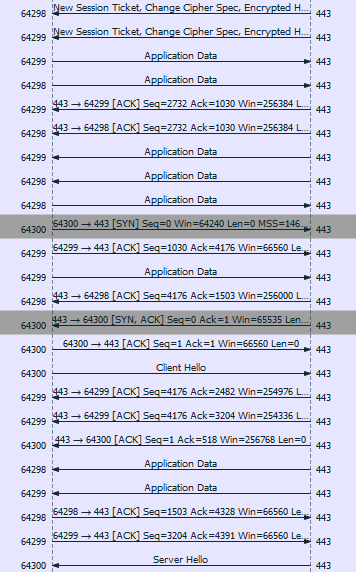 64298 New Session Ticket, Change Cipher Spec, Encrypted H... 443
64299 New Session Ticket, Change Cipher Spec, Encrypted H... 443
64299 Application Data 443
64298 Application Data 443
64299 443 → 64299 [ACK] Seq=2732 Ack=1030 Win=256384 L... 443
64298 443 → 64298 [ACK] Seq=2732 Ack=1030 Win=256384 L... 443
64299 Application Data 443
64298 Application Data 443
64298 Application Data 443
64300 64300 → 443 [SYN] Seq=0 Win=64240 Len=0 MSS=146... 443
64299 64299 → 443 [ACK] Seq=1030 Ack=4176 Win=66560 Le... 443
64299 Application Data 443
64298 443 → 64298 [ACK] Seq=4176 Ack=1503 Win=256000 L... 443
64300 443 → 64300 [SYN, ACK] Seq=0 Ack=1 Win=65535 Len... 443
64300 64300 → 443 [ACK] Seq=1 Ack=1 Win=66560 Len=0 443
64300 Client Hello 443
64299 443 → 64299 [ACK] Seq=4176 Ack=2482 Win=254976 L... 443
64299 443 → 64299 [ACK] Seq=4176 Ack=3204 Win=254336 L... 443
64300 443 → 64300 [ACK] Seq=1 Ack=518 Win=256768 Len=0 443
64298 Application Data 443
64299 Application Data 443
64298 64298 → 443 [ACK] Seq=1503 Ack=4328 Win=66560 Le... 443
64299 64299 → 443 [ACK] Seq=3204 Ack=4391 Win=66560 Le... 443
64300 Server Hello 443